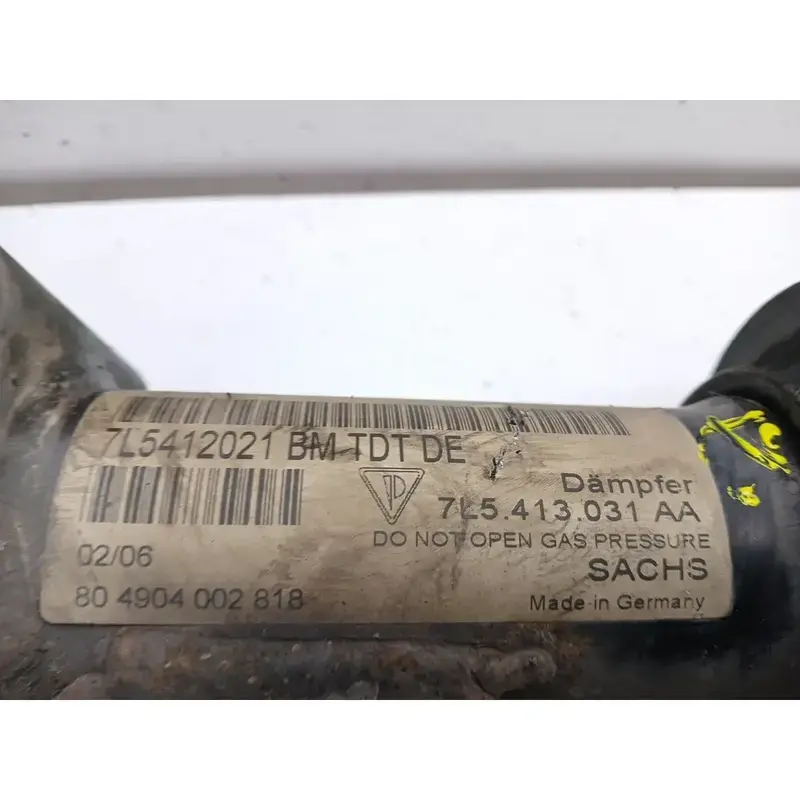 7L5412021 BM TDT DE
Dämpfer
7L5.413.031 AA
DO NOT OPEN GAS PRESSURE
02/06
SACHS
80 4904 002 818
Made in Germany